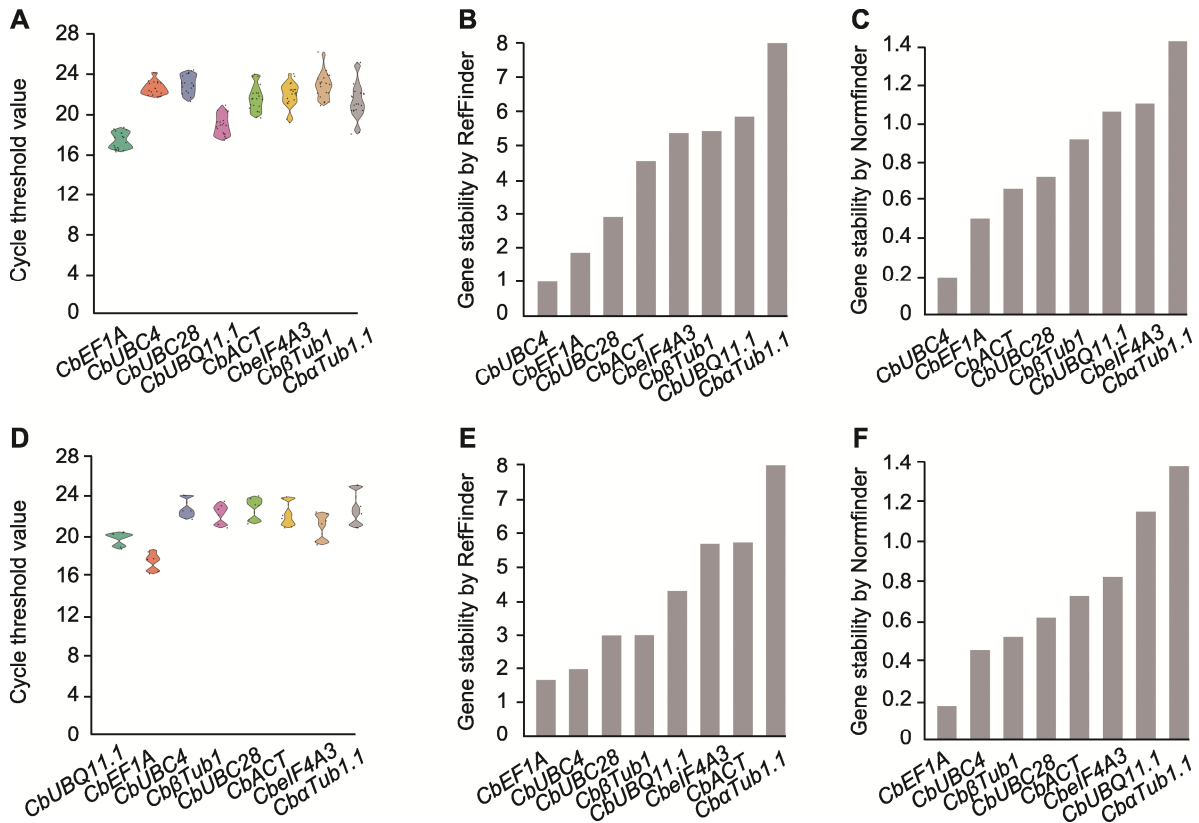 A
Cycle threshold value
28
24
20
16
12
8
4
0
CbEF1A
CbUBC4
CbUBC28
CbUBQ11.1
CbACT
CbeIF4A3
CbβTub1
CbαTub1.1
B
Gene stability by RefFinder
8
7
6
5
4
3
2
1
0
CbUBC4
CbEF1A
CbUBC28
CbACT
CbeIF4A3
CbβTub1
CbUBQ11.1
CbαTub1.1
C
Gene stability by Normfinder
1.4
1.2
1.0
0.8
0.6
0.4
0.2
0
CbUBC4
CbEF1A
CbACT
CbUBC28
CbβTub1
CbUBQ11.1
CbeIF4A3
CbαTub1.1
D
Cycle threshold value
28
24
20
16
12
8
4
0
CbUBQ11.1
CbEF1A
CbUBC4
CbβTub1
CbUBC28
CbACT
CbeIF4A3
CbαTub1.1
E
Gene stability by RefFinder
8
7
6
5
4
3
2
1
0
CbEF1A
CbUBC4
CbUBC28
CbβTub1
CbUBQ11.1
CbeIF4A3
CbACT
CbαTub1.1
F
Gene stability by Normfinder
1.4
1.2
1.0
0.8
0.6
0.4
0.2
0
CbEF1A
CbUBC4
CbβTub1
CbUBC28
CbACT
CbeIF4A3
CbUBQ11.1
CbαTub1.1